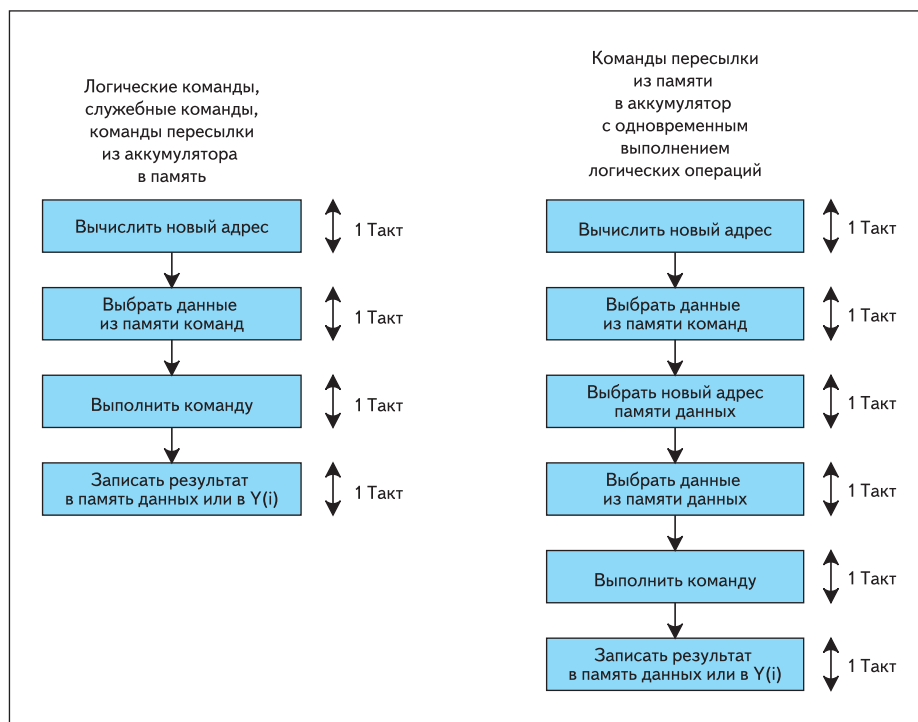 Логические команды,
служебные команды,
команды пересылки
из аккумулятора
в память
Вычислить новый адрес
1 Такт
Выбрать данные
из памяти команд
1 Такт
Выполнить команду
1 Такт
Записать результат
в память данных или в Y(i)
1 Такт
Команды пересылки
из памяти
в аккумулятор
с одновременным
выполнением
логических операций
Вычислить новый адрес
1 Такт
Выбрать данные
из памяти команд
1 Такт
Выбрать новый адрес
памяти данных
1 Такт
Выбрать данные
из памяти данных
1 Такт
Выполнить команду
1 Такт
Записать результат
в память данных или в Y(i)
1 Такт